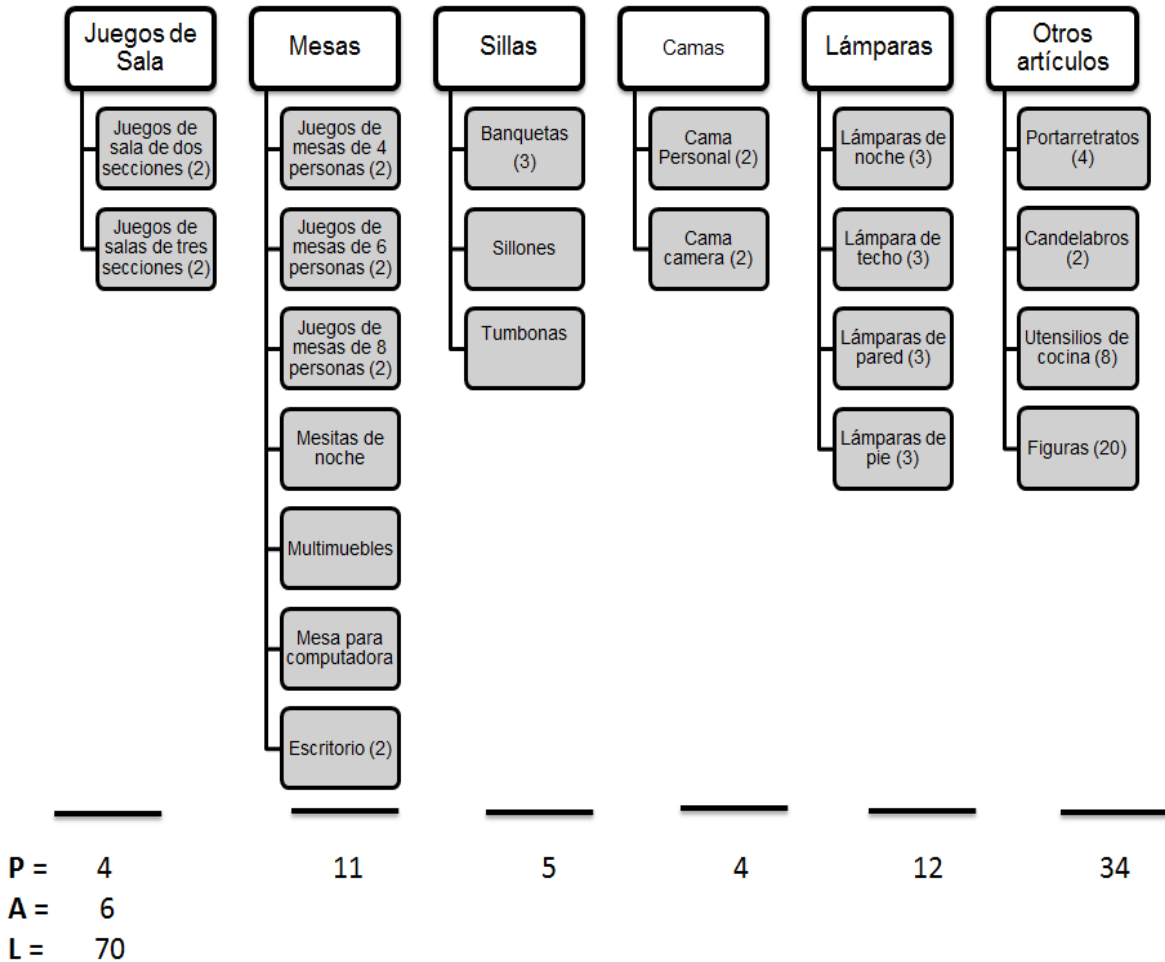 Juegos de
Sala
Juegos de
sala de dos
secciones (2)
Juegos de
salas de tres
secciones (2)
Mesas
Juegos de
mesas de 4
personas (2)
Juegos de
mesas de 6
personas (2)
Juegos de
mesas de 8
personas (2)
Mesitas de
noche
Multimuebles
Mesa para
computadora
Escritorio (2)
Sillas
Banquetas
(3)
Sillones
Tumbonas
Camas
Cama
Personal (2)
Cama
camera (2)
Lámparas
Lámparas de
noche (3)
Lámpara de
techo (3)
Lámparas de
pared (3)
Lámparas de
pie (3)
Otros
artículos
Portarretratos
(4)
Candelabros
(2)
Utensilios de
cocina (8)
Figuras (20)
P = 4 11 5 4 12 34
A = 6
L = 70